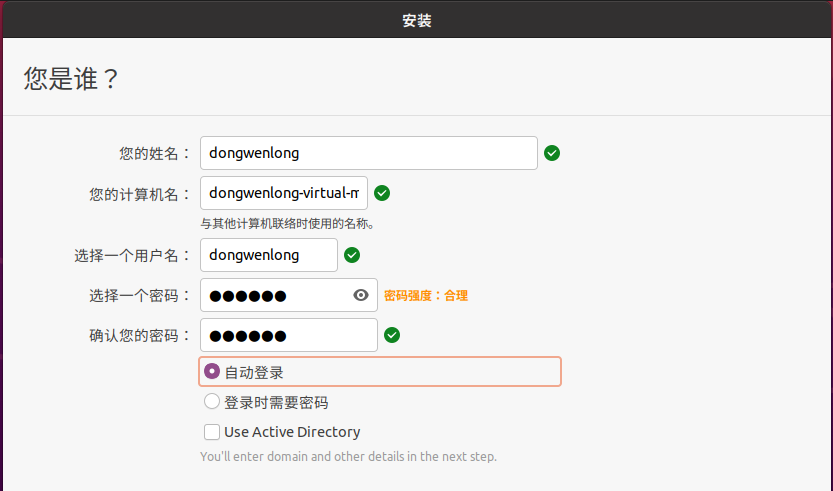 安装
您是谁？
您的姓名： dongwenlong
您的计算机名： dongwenlong-virtual-m
与其他计算机联络时使用的名称。
选择一个用户名： dongwenlong
选择一个密码： ●●●●●● 密码强度：合理
确认您的密码： ●●●●●●
自动登录
登录时需要密码
Use Active Directory
You'll enter domain and other details in the next step.